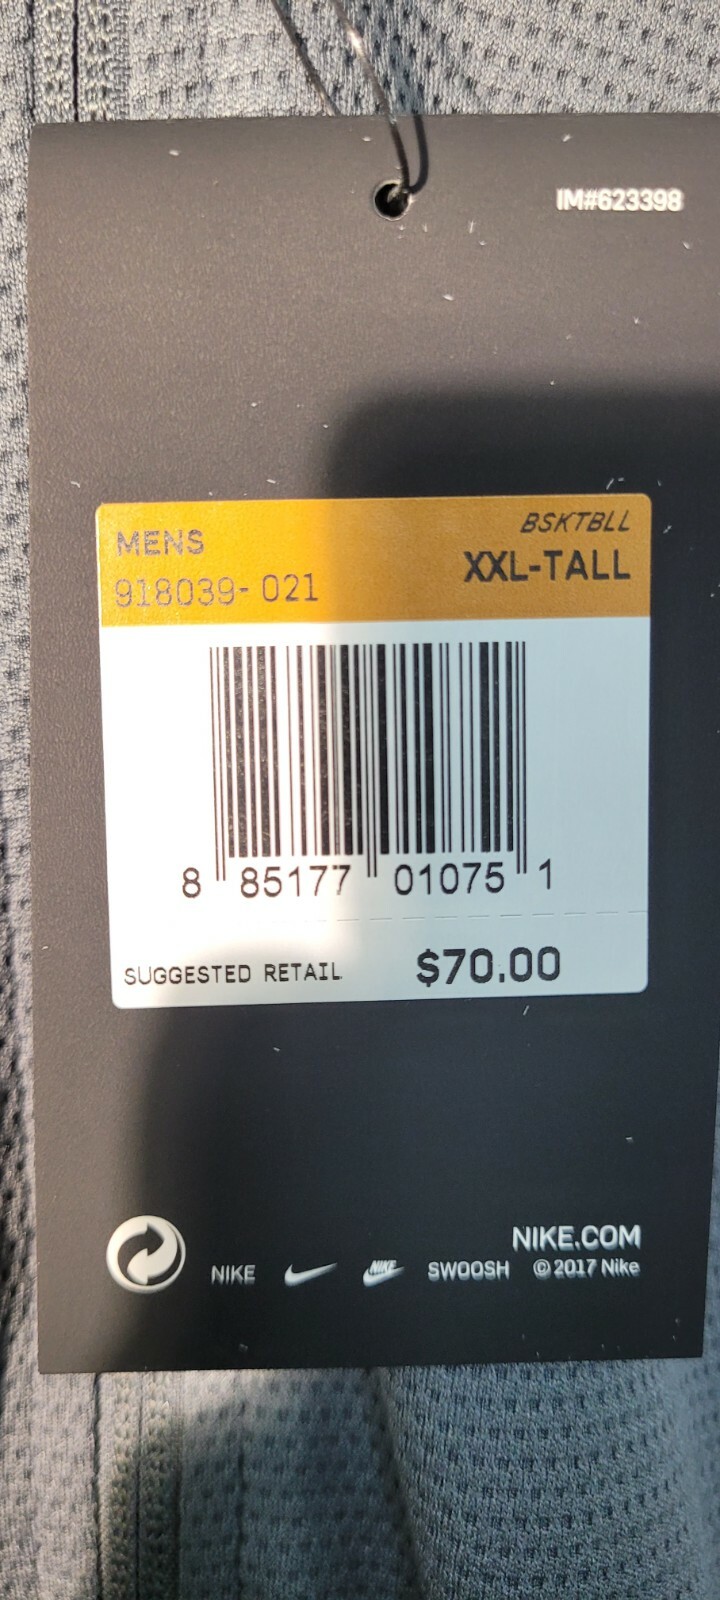 IM#623398
MENS
BSKTBLL
918039- 021
XXL-TALL
8 85177 01075 1
SUGGESTED RETAIL $70.00
NIKE.COM
NIKE NIKE SWOOSH © 2017 Nike